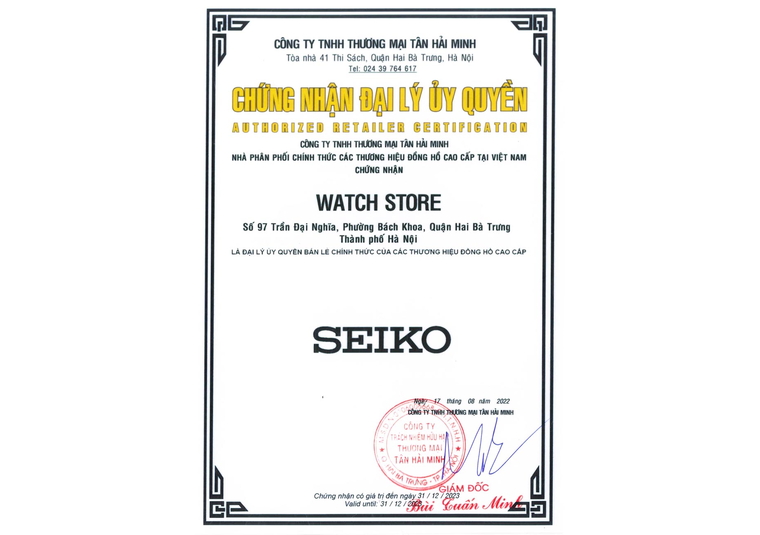 CÔNG TY TNHH THƯƠNG MẠI TÂN HẢI MINH
Tòa nhà 41 Thi Sách, Quận Hai Bà Trưng, Hà Nội
Tel: 024 39 764 617
CHỨNG NHẬN ĐẠI LÝ ỦY QUYỀN
AUTHORIZED RETAILER CERTIFICATION
CÔNG TY TNHH THƯƠNG MẠI TÂN HẢI MINH
NHÀ PHÂN PHỐI CHÍNH THỨC CÁC THƯƠNG HIỆU ĐỒNG HỒ CAO CẤP TẠI VIỆT NAM
CHỨNG NHẬN
WATCH STORE
Số 97 Trần Đại Nghĩa, Phường Bách Khoa, Quận Hai Bà Trưng
Thành phố Hà Nội
LÀ ĐẠI LÝ ỦY QUYỀN BÁN LẺ CHÍNH THỨC CỦA CÁC THƯƠNG HIỆU ĐỒNG HỒ CAO CẤP
SEIKO
Ngày 17 tháng 08 năm 2022
CÔNG TY TNHH THƯƠNG MẠI TÂN HẢI MINH
CÔNG TY
TRÁCH NHIỆM HỮU HẠN
THƯƠNG MẠI
TÂN HẢI MINH
Q. HAI BÀ TRƯNG - TP. HÀ NỘI
GIÁM ĐỐC
Bùi Tuấn Minh
Chứng nhận có giá trị đến ngày 31 / 12 / 2023
Valid until: 31 / 12 / 2023